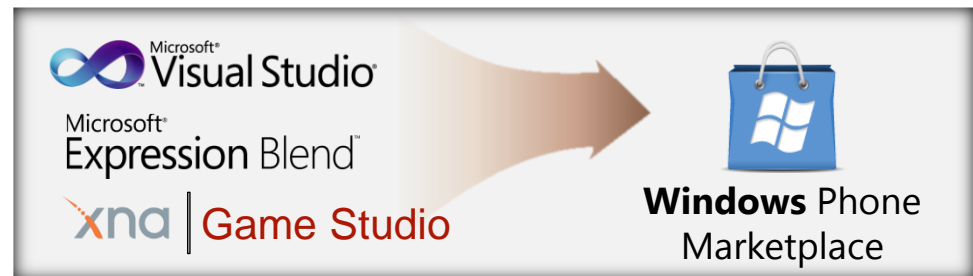 Microsoft®
Visual Studio®
Microsoft®
Expression Blend™
xna | Game Studio
Windows Phone
Marketplace